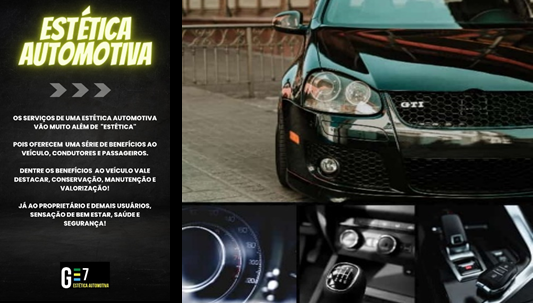 ESTÉTICA
AUTOMOTIVA
OS SERVIÇOS DE UMA ESTÉTICA AUTOMOTIVA
VÃO MUITO ALÉM DE "ESTÉTICA"
POIS OFERECEM UMA SÉRIE DE BENEFÍCIOS AO
VEÍCULO, CONDUTORES E PASSAGEIROS.
DENTRE OS BENEFÍCIOS AO VEÍCULO VALE
DESTACAR, CONSERVAÇÃO, MANUTENÇÃO E
VALORIZAÇÃO!
JÁ AO PROPRIETÁRIO E DEMAIS USUÁRIOS,
SENSAÇÃO DE BEM ESTAR, SAÚDE E
SEGURANÇA!
GE7
ESTÉTICA AUTOMOTIVA
GTI